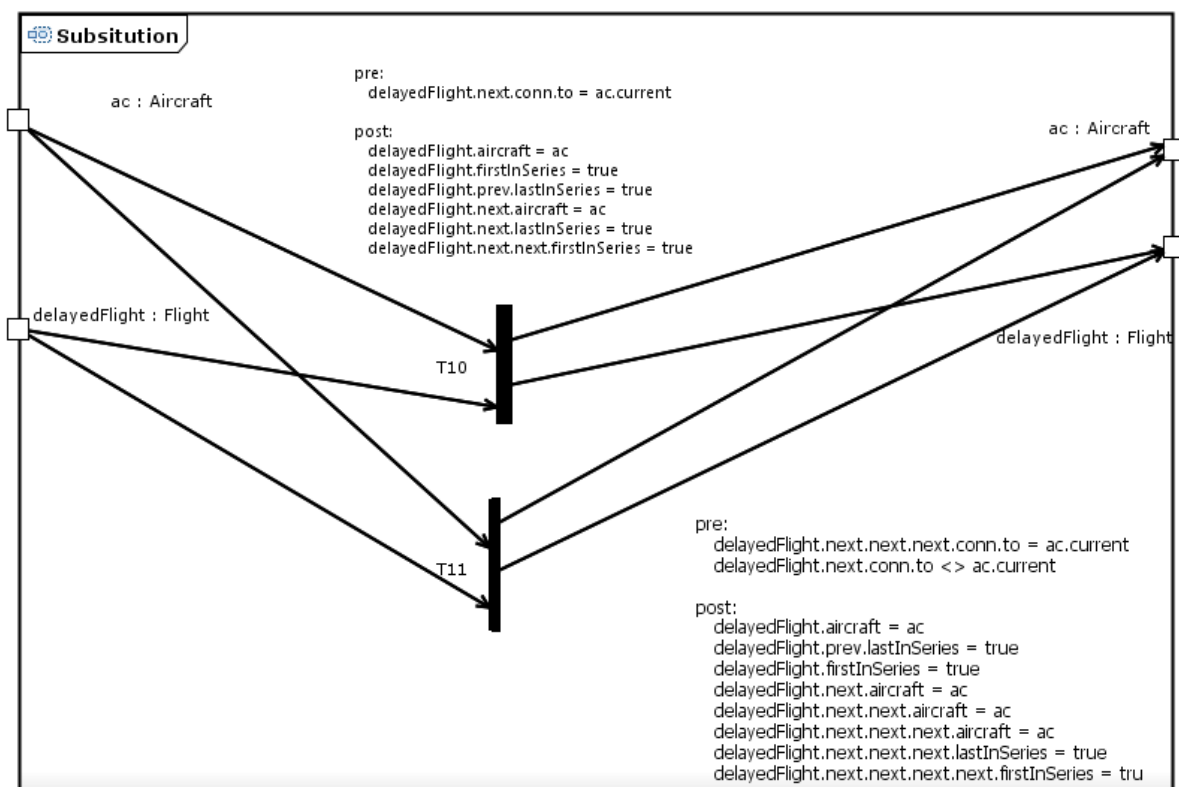 Subsitution
pre:
delayedFlight.next.conn.to = ac.current
ac : Aircraft
post:
delayedFlight.aircraft = ac
delayedFlight.firstInSeries = true
delayedFlight.prev.lastInSeries = true
delayedFlight.next.aircraft = ac
delayedFlight.next.lastInSeries = true
delayedFlight.next.next.firstInSeries = true
ac : Aircraft
delayedFlight : Flight
delayedFlight : Flight
T10
T11
pre:
delayedFlight.next.next.next.conn.to = ac.current
delayedFlight.next.conn.to <> ac.current
post:
delayedFlight.aircraft = ac
delayedFlight.prev.lastInSeries = true
delayedFlight.firstInSeries = true
delayedFlight.next.aircraft = ac
delayedFlight.next.next.aircraft = ac
delayedFlight.next.next.next.aircraft = ac
delayedFlight.next.next.next.lastInSeries = true
delayedFlight.next.next.next.next.firstInSeries = tru